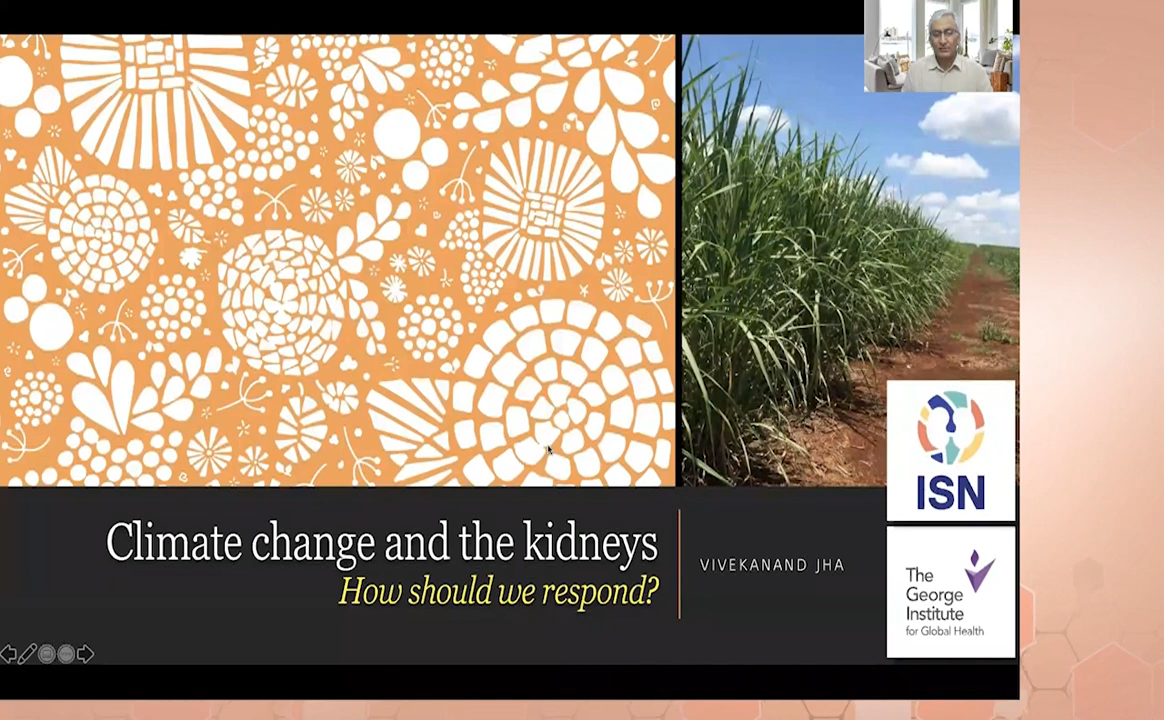 Climate change and the kidneys
How should we respond?
VIVEKANAND JHA
ISN
The
George
Institute
for Global Health